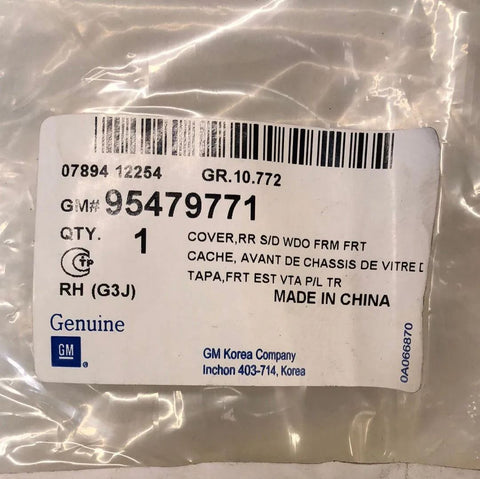 07894 12254 GR.10.772
GM# 95479771
QTY. 1
COVER,RR S/D WDO FRM FRT
CACHE, AVANT DE CHASSIS DE VITRE D
TAPA,FRT EST VTA P/L TR
RH (G3J)
MADE IN CHINA
Genuine
GM
GM Korea Company
Inchon 403-714, Korea
0A066870